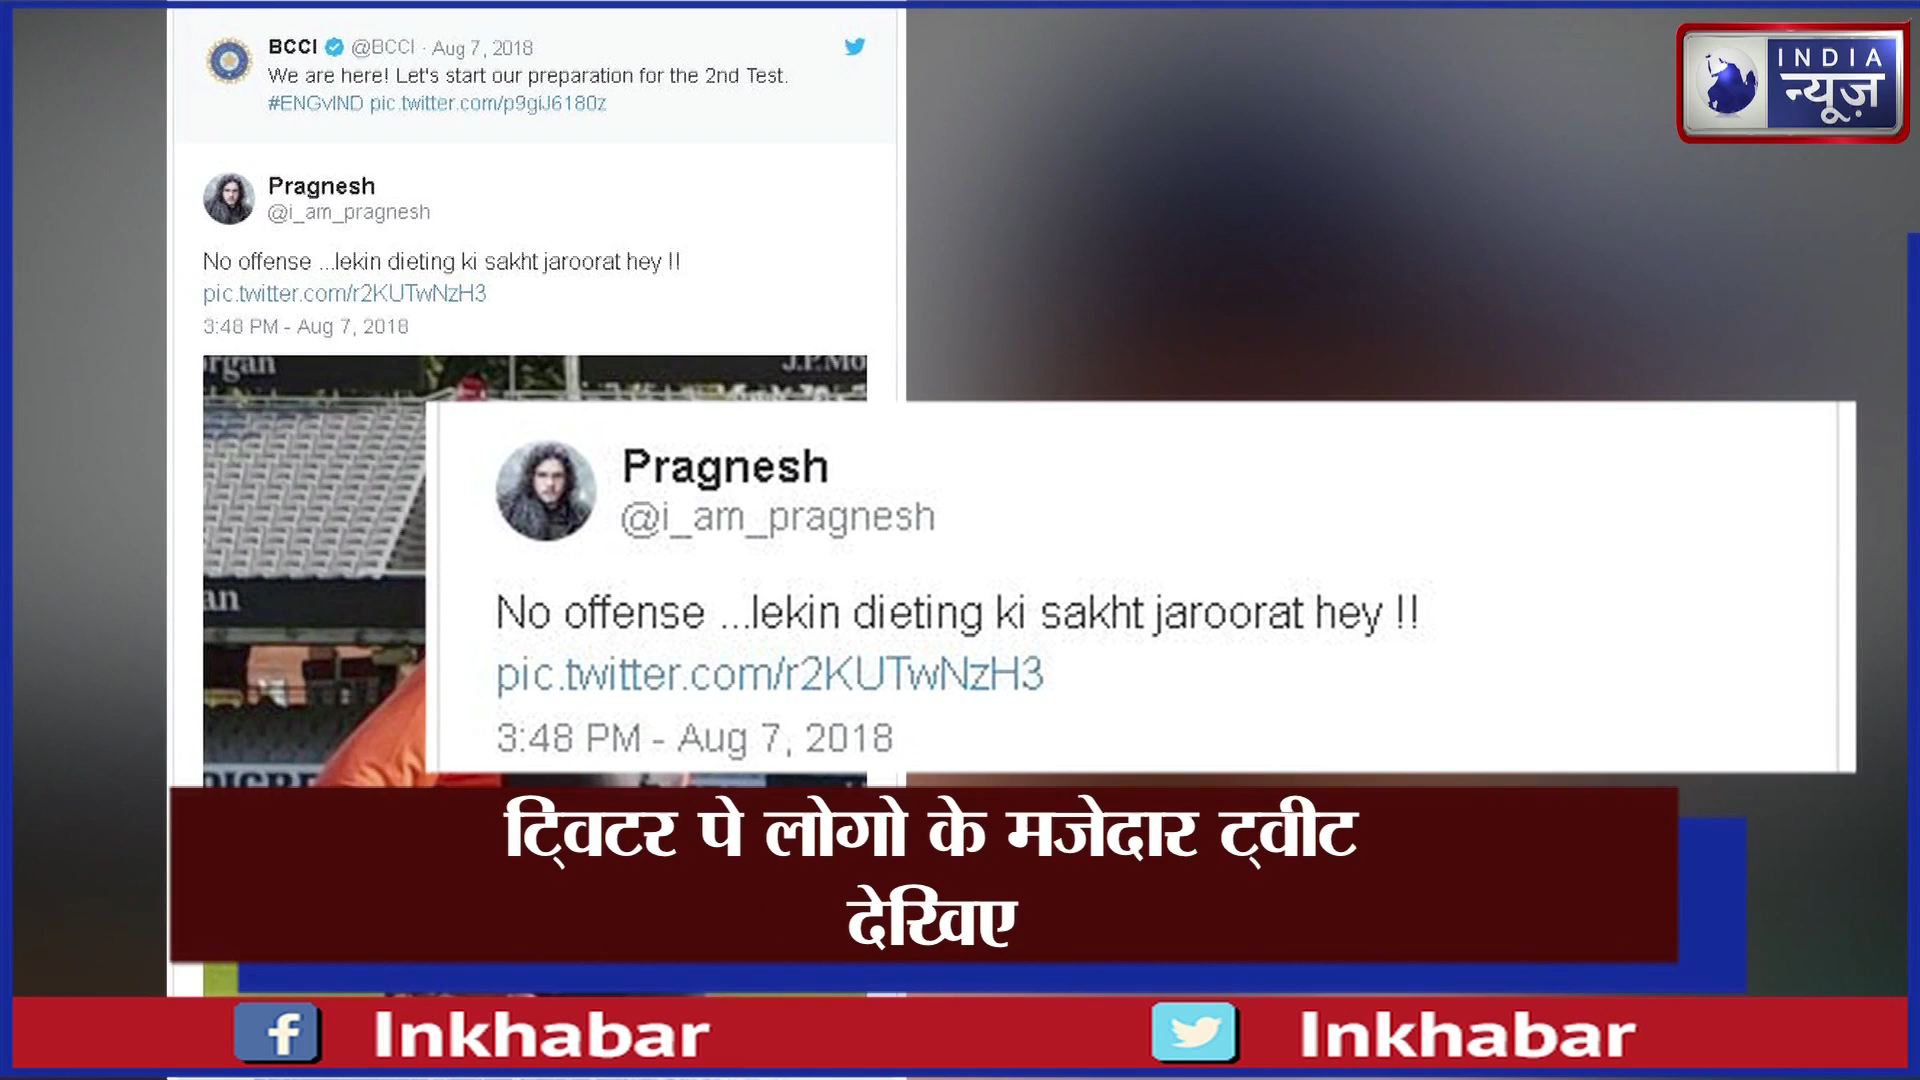 BCCI @BCCI · Aug 7, 2018
We are here! Let's start our preparation for the 2nd Test.
#ENGvIND pic.twitter.com/p9giJ6180z
INDIA
न्यूज़
Pragnesh
@i_am_pragnesh
No offense ...lekin dieting ki sakht jaroorat hey !!
pic.twitter.com/r2KUTwNzH3
3:48 PM - Aug 7, 2018
rgan
J.P.Mo
an
Pragnesh
@i_am_pragnesh
No offense ...lekin dieting ki sakht jaroorat hey !!
pic.twitter.com/r2KUTwNzH3
3:48 PM - Aug 7, 2018
ट्विटर पे लोगो के मजेदार ट्वीट
देखिए
Inkhabar
Inkhabar